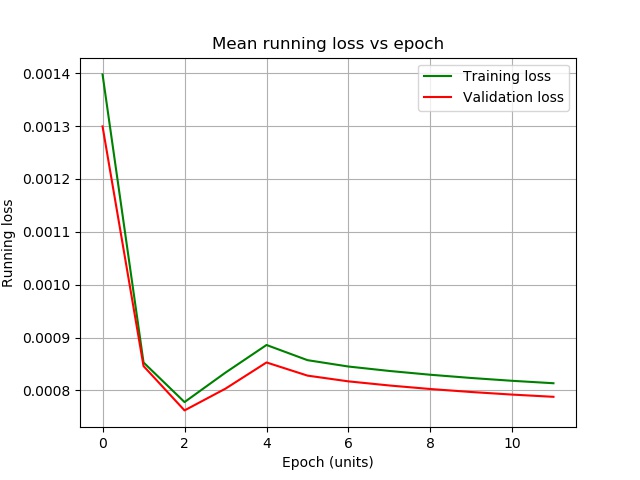 Mean running loss vs epoch
Training loss
Validation loss
0.0014
0.0013
0.0012
0.0011
0.0010
0.0009
0.0008
Running loss
0 2 4 6 8 10
Epoch (units)